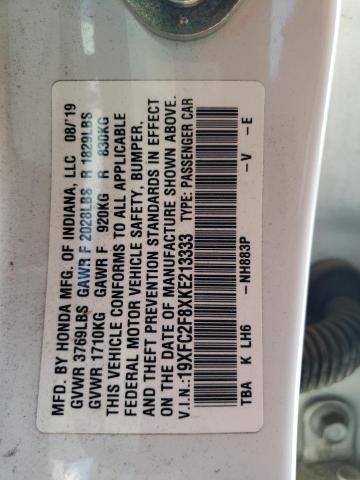 MFD. BY HONDA MFG. OF INDIANA, LLC 08/'19
GVWR 3769LBS GAWR F 2028LBS R 1829LBS
GVWR 1710KG GAWR F 920KG R 830KG
THIS VEHICLE CONFORMS TO ALL APPLICABLE
FEDERAL MOTOR VEHICLE SAFETY, BUMPER,
AND THEFT PREVENTION STANDARDS IN EFFECT
ON THE DATE OF MANUFACTURE SHOWN ABOVE.
V.I.N.:19XFC2F8XKE213333 TYPE: PASSENGER CAR
TBA K LH6 -NH883P -V -E